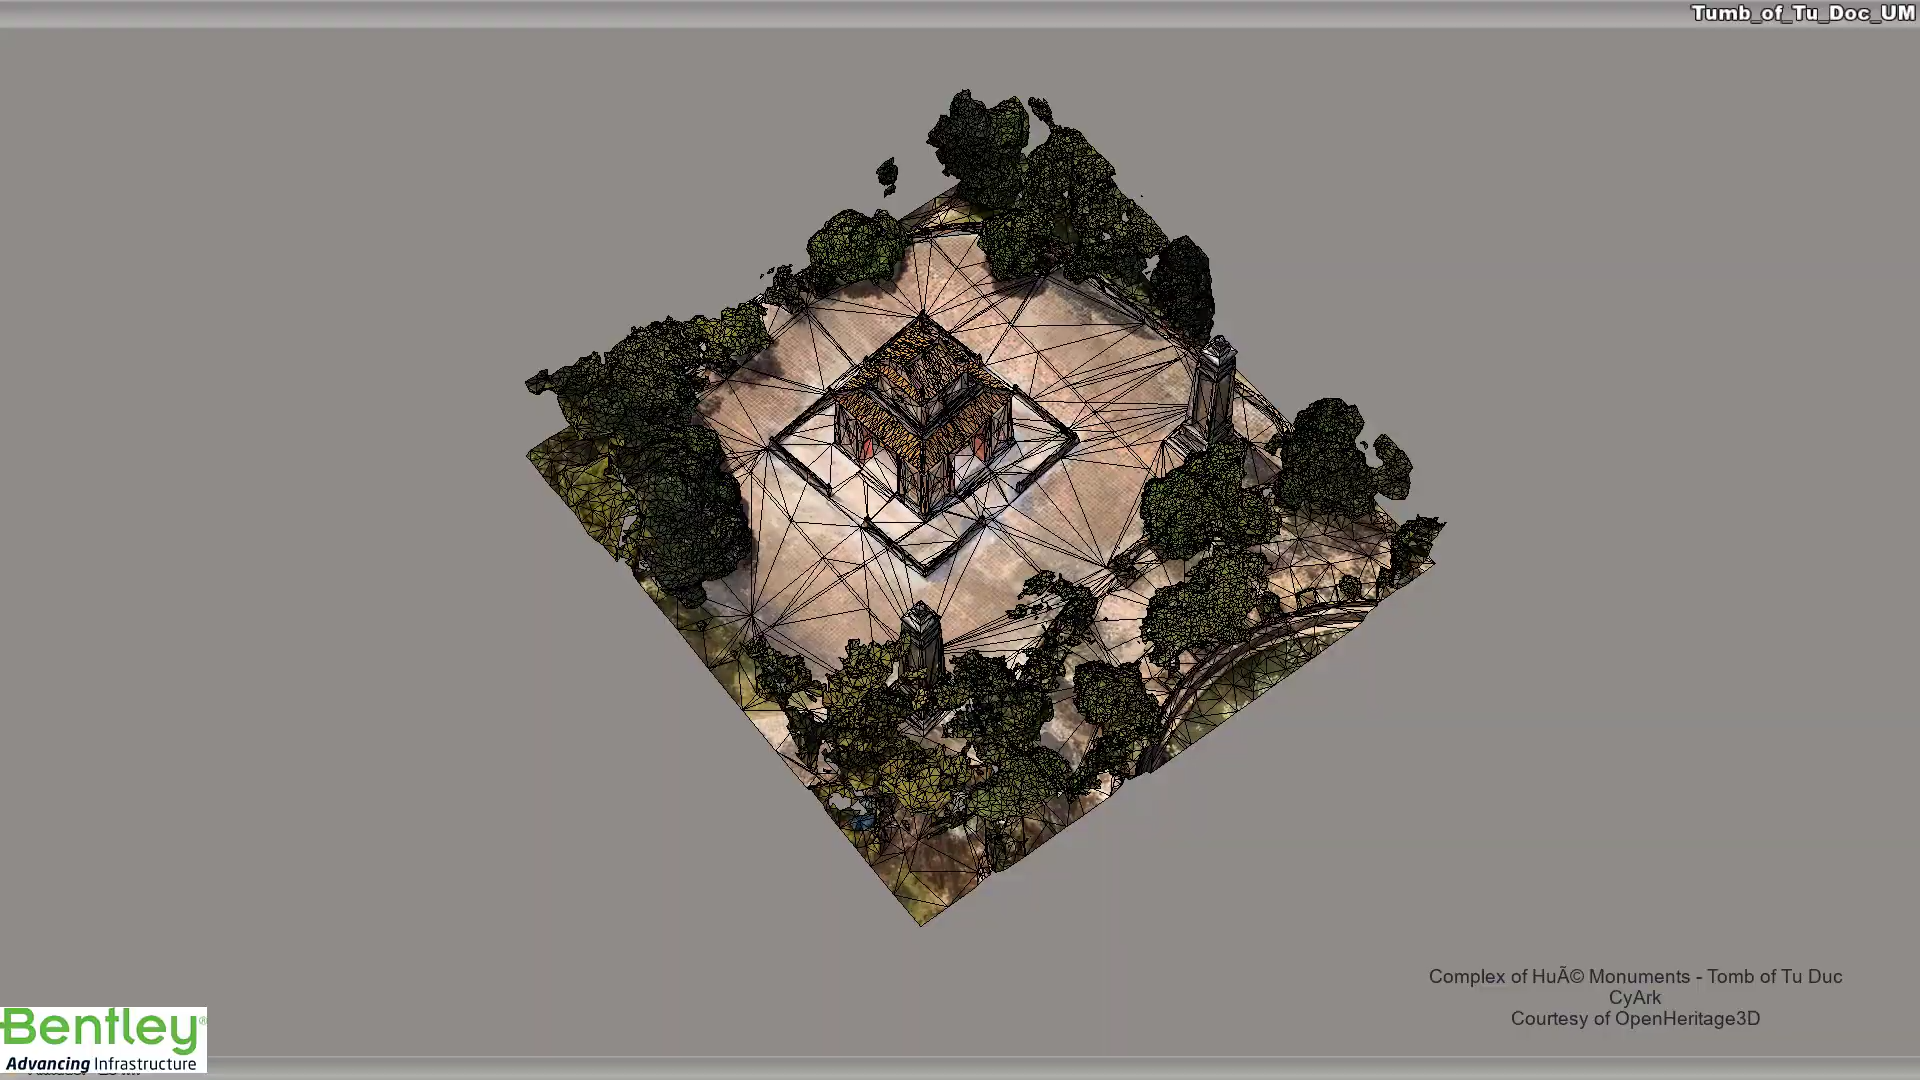 Tumb_of_Tu_Doc_UM
Complex of HuÃ© Monuments - Tomb of Tu Duc
CyArk
Courtesy of OpenHeritage3D
Bentley®
Advancing Infrastructure